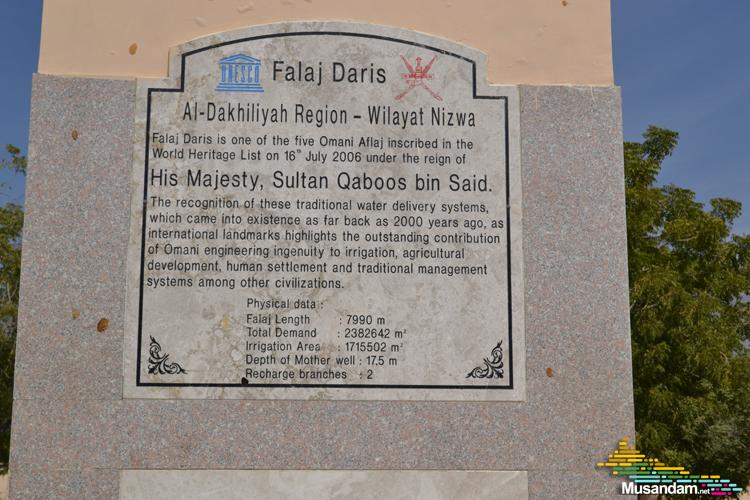 UNESCO
Falaj Daris
Al-Dakhiliyah Region - Wilayat Nizwa
Falaj Daris is one of the five Omani Aflaj inscribed in the
World Heritage List on 16th July 2006 under the reign of
His Majesty, Sultan Qaboos bin Said.
The recognition of these traditional water delivery systems,
which came into existence as far back as 2000 years ago, as
international landmarks highlights the outstanding contribution
of Omani engineering ingenuity to irrigation, agricultural
development, human settlement and traditional management
systems among other civilizations.
Physical data :
Falaj Length : 7990 m
Total Demand : 2382642 m²
Irrigation Area : 1715502 m²
Depth of Mother well : 17.5 m
Recharge branches : 2
Musandam.net